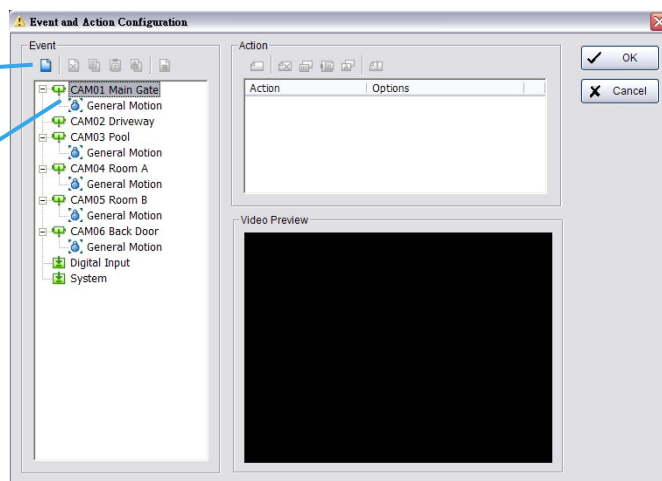 Event and Action Configuration
Event
CAM01 Main Gate
General Motion
CAM02 Driveway
CAM03 Pool
General Motion
CAM04 Room A
General Motion
CAM05 Room B
General Motion
CAM06 Back Door
General Motion
Digital Input
System
Action
Action Options
Video Preview
OK
Cancel